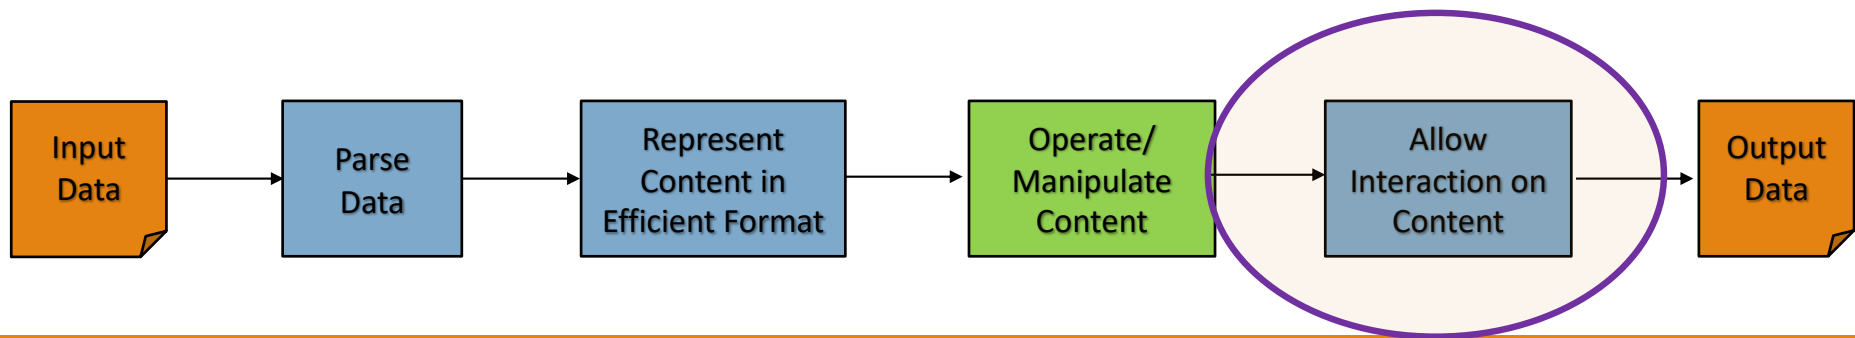 Input
Data
Parse
Data
Represent
Content in
Efficient Format
Operate/
Manipulate
Content
Allow
Interaction on
Content
Output
Data